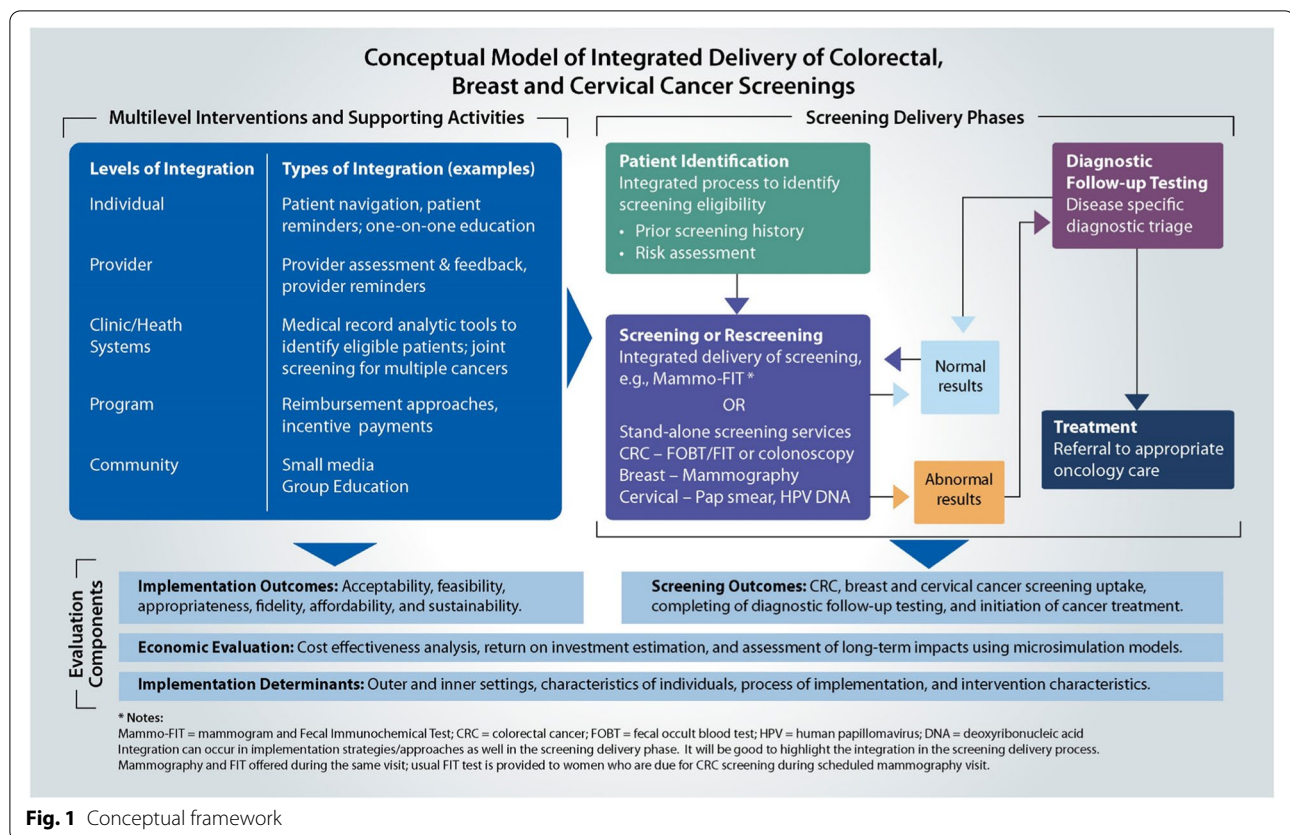 Conceptual Model of Integrated Delivery of Colorectal,
Breast and Cervical Cancer Screenings
Multilevel Interventions and Supporting Activities
Levels of Integration
Types of Integration (examples)
Individual
Patient navigation, patient
reminders; one-on-one education
Provider
Provider assessment & feedback,
provider reminders
Clinic/Heath
Systems
Medical record analytic tools to
identify eligible patients; joint
screening for multiple cancers
Program
Reimbursement approaches,
incentive payments
Community
Small media
Group Education
Screening Delivery Phases
Patient Identification
Integrated process to identify
screening eligibility
• Prior screening history
• Risk assessment
Screening or Rescreening
Integrated delivery of screening,
e.g., Mammo-FIT *
OR
Stand-alone screening services
CRC – FOBT/FIT or colonoscopy
Breast – Mammography
Cervical – Pap smear, HPV DNA
Normal
results
Abnormal
results
Diagnostic
Follow-up Testing
Disease specific
diagnostic triage
Treatment
Referral to appropriate
oncology care
Evaluation
Components
Implementation Outcomes: Acceptability, feasibility,
appropriateness, fidelity, affordability, and sustainability.
Screening Outcomes: CRC, breast and cervical cancer screening uptake,
completing of diagnostic follow-up testing, and initiation of cancer treatment.
Economic Evaluation: Cost effectiveness analysis, return on investment estimation, and assessment of long-term impacts using microsimulation models.
Implementation Determinants: Outer and inner settings, characteristics of individuals, process of implementation, and intervention characteristics.
* Notes:
Mammo-FIT = mammogram and Fecal Immunochemical Test; CRC = colorectal cancer; FOBT = fecal occult blood test; HPV = human papillomavirus; DNA = deoxyribonucleic acid
Integration can occur in implementation strategies/approaches as well in the screening delivery phase. It will be good to highlight the integration in the screening delivery process.
Mammography and FIT offered during the same visit; usual FIT test is provided to women who are due for CRC screening during scheduled mammography visit.
Fig. 1 Conceptual framework